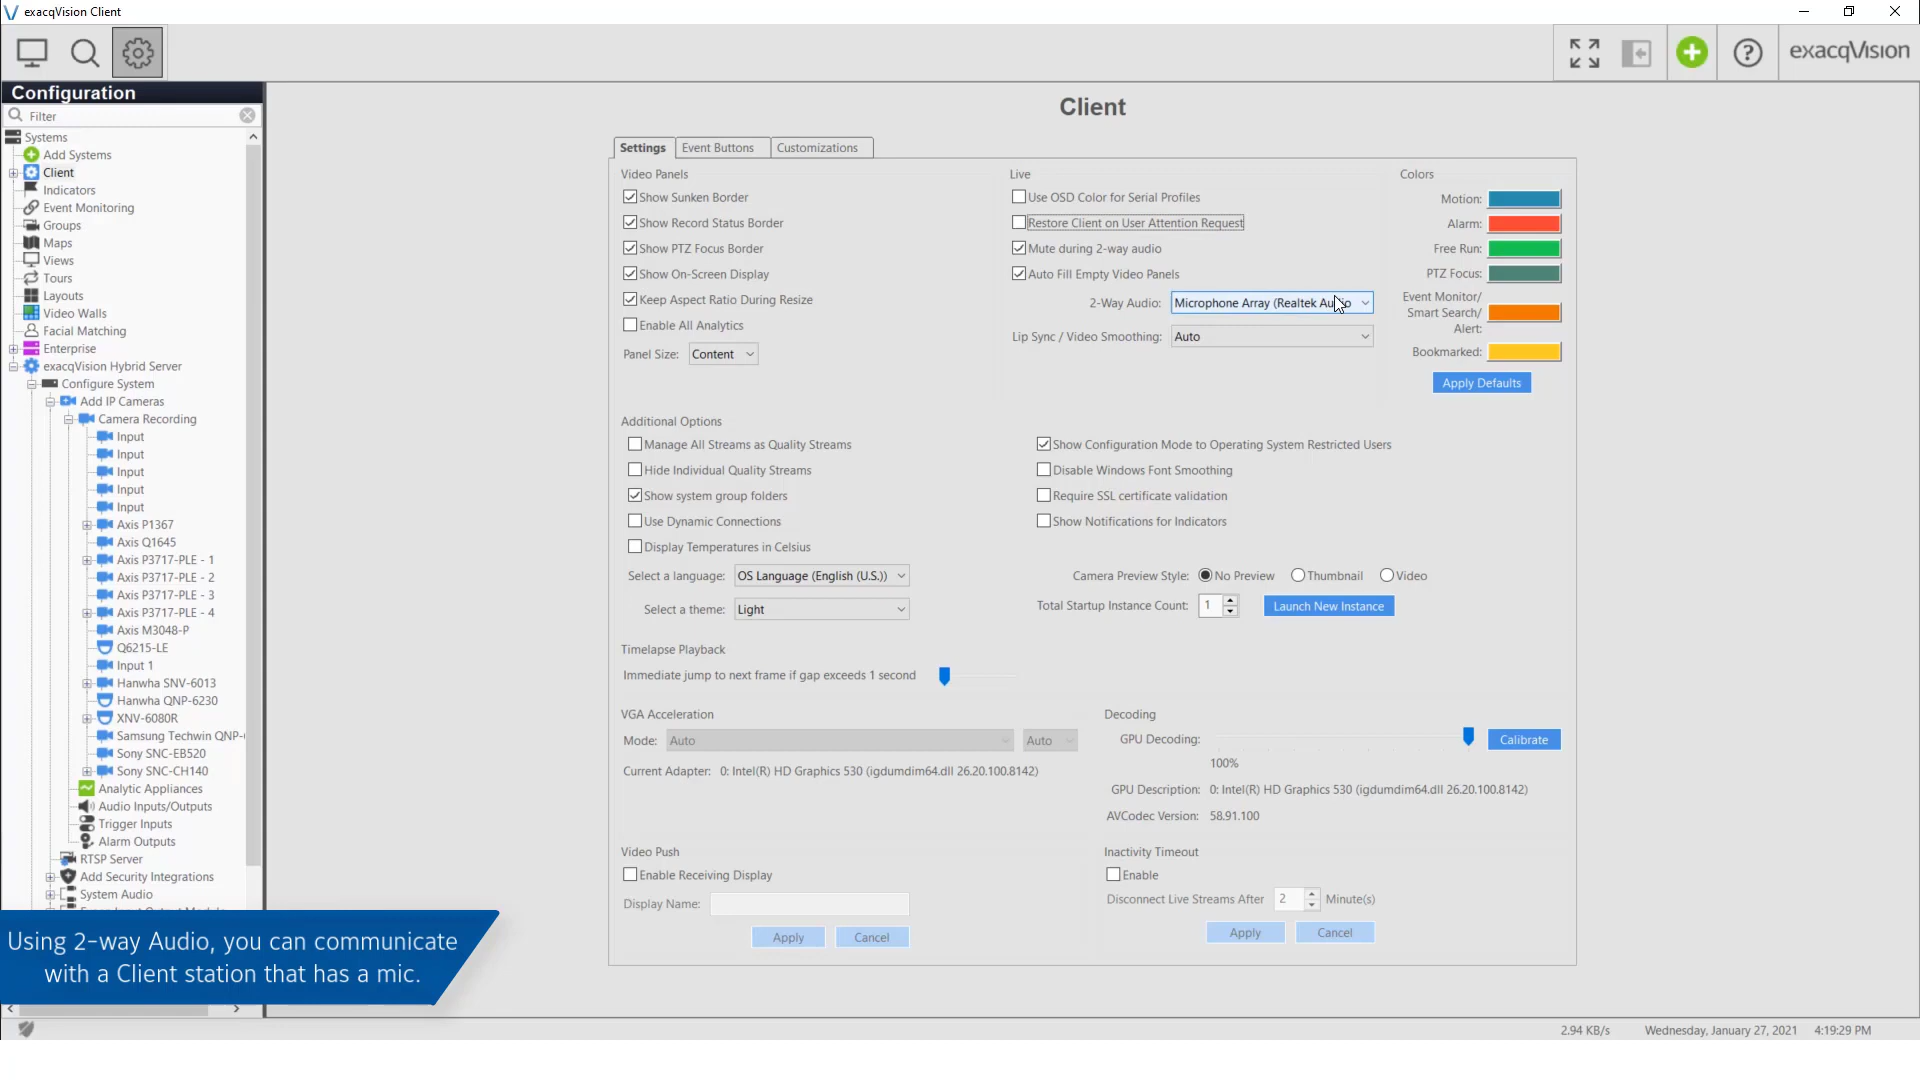 exacqVision Client
exacqVision
Configuration
Filter
Systems
Add Systems
Client
Indicators
Event Monitoring
Groups
Maps
Views
Tours
Layouts
Video Walls
Facial Matching
Enterprise
exacqVision Hybrid Server
Configure System
Add IP Cameras
Camera Recording
Input
Input
Input
Input
Input
Axis P1367
Axis Q1645
Axis P3717-PLE - 1
Axis P3717-PLE - 2
Axis P3717-PLE - 3
Axis P3717-PLE - 4
Axis M3048-P
Q6215-LE
Input 1
Hanwha SNV-6013
Hanwha QNP-6230
XNV-6080R
Samsung Techwin QNP-
Sony SNC-EB520
Sony SNC-CH140
Analytic Appliances
Audio Inputs/Outputs
Trigger Inputs
Alarm Outputs
RTSP Server
Add Security Integrations
System Audio
Using 2-way Audio, you can communicate
with a Client station that has a mic.
Client
Settings Event Buttons Customizations
Video Panels
Show Sunken Border
Show Record Status Border
Show PTZ Focus Border
Show On-Screen Display
Keep Aspect Ratio During Resize
Enable All Analytics
Panel Size: Content
Live
Use OSD Color for Serial Profiles
Restore Client on User Attention Request
Mute during 2-way audio
Auto Fill Empty Video Panels
2-Way Audio: Microphone Array (Realtek Audio
Lip Sync / Video Smoothing: Auto
Colors
Motion:
Alarm:
Free Run:
PTZ Focus:
Event Monitor/
Smart Search/
Alert:
Bookmarked:
Apply Defaults
Additional Options
Manage All Streams as Quality Streams
Hide Individual Quality Streams
Show system group folders
Use Dynamic Connections
Display Temperatures in Celsius
Select a language: OS Language (English (U.S.))
Select a theme: Light
Show Configuration Mode to Operating System Restricted Users
Disable Windows Font Smoothing
Require SSL certificate validation
Show Notifications for Indicators
Camera Preview Style: No Preview Thumbnail Video
Total Startup Instance Count: 1 Launch New Instance
Timelapse Playback
Immediate jump to next frame if gap exceeds 1 second
VGA Acceleration
Mode: Auto Auto
Current Adapter: 0: Intel(R) HD Graphics 530 (igdumdim64.dll 26.20.100.8142)
Decoding
GPU Decoding: Calibrate
100%
GPU Description: 0: Intel(R) HD Graphics 530 (igdumdim64.dll 26.20.100.8142)
AVCodec Version: 58.91.100
Video Push
Enable Receiving Display
Display Name:
Apply Cancel
Inactivity Timeout
Enable
Disconnect Live Streams After 2 Minute(s)
Apply Cancel
2.94 KB/s Wednesday, January 27, 2021 4:19:29 PM